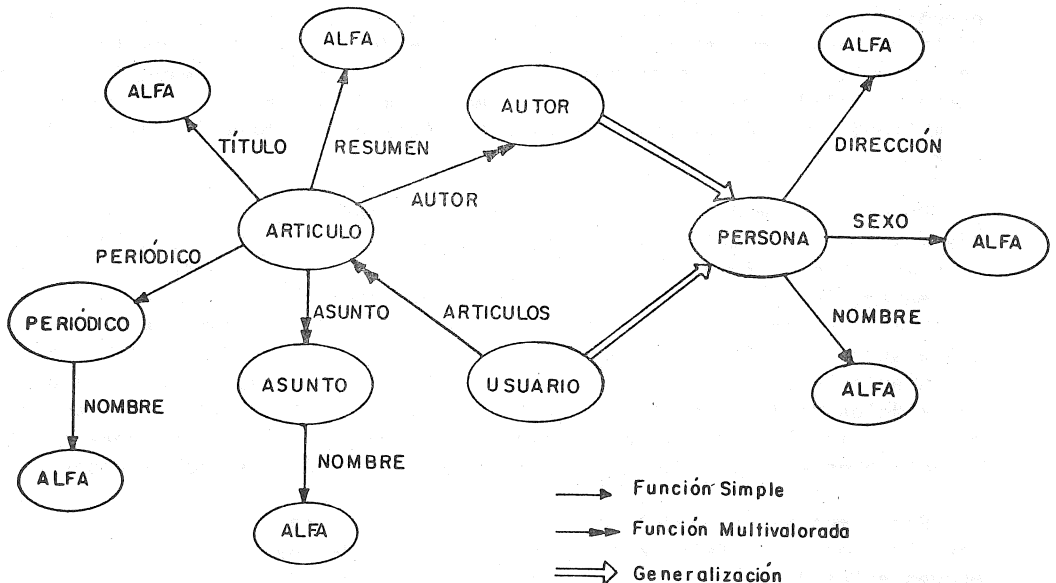 ALFA
ALFA
ALFA
AUTOR
TÍTULO
RESUMEN
DIRECCIÓN
AUTOR
ARTICULO
PERSONA
SEXO
ALFA
PERIÓDICO
PERIÓDICO
ASUNTO
ARTICULOS
NOMBRE
ASUNTO
USUARIO
ALFA
NOMBRE
NOMBRE
ALFA
ALFA
Función Simple
Función Multivalorada
Generalización